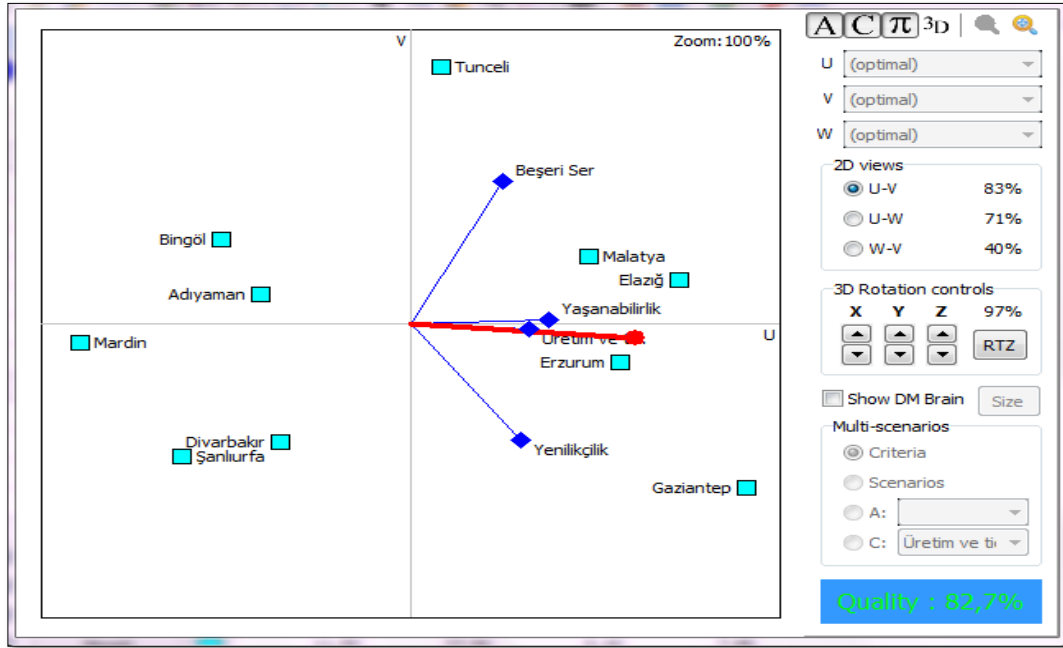 V
Zoom:100%
Tunceli
Beşeri Ser
Bingöl
Malatya
Elazığ
Adıyaman
Yaşanabilirlik
U
Mardin
Üretim ve
Erzurum
Divarbakır
Şanlıurfa
Yenilikçilik
Gaziantep
A C π 3D
U (optimal)
V (optimal)
W (optimal)
2D views
U-V 83%
U-W 71%
W-V 40%
3D Rotation controls
X Y Z 97%
RTZ
Show DM Brain Size
Multi-scenarios
Criteria
Scenarios
A:
C: Üretim ve ti
Quality : 82,7%